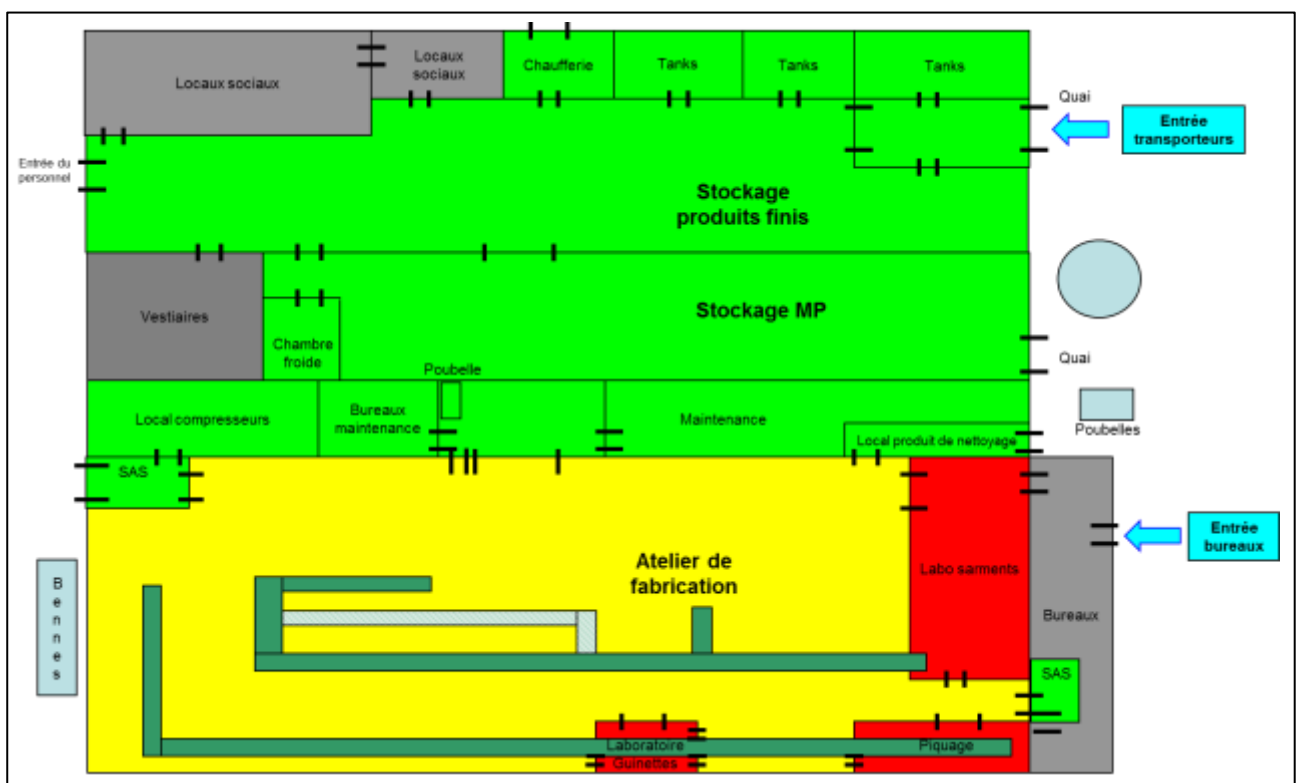 Locaux sociaux
Locaux
sociaux
Chaufferie
Tanks
Tanks
Tanks
Quai
Entrée
transporteurs
Entrée du
personnel
Stockage
produits finis
Vestiaires
Stockage MP
Chambre
froide
Quai
Poubelle
Local compresseurs
Bureaux
maintenance
Maintenance
Local produit de nettoyage
Poubelles
SAS
Entrée
bureaux
Atelier de
fabrication
Labo sarments
B
e
n
n
e
s
Bureaux
SAS
Laboratoire
Guinettes
Piquage